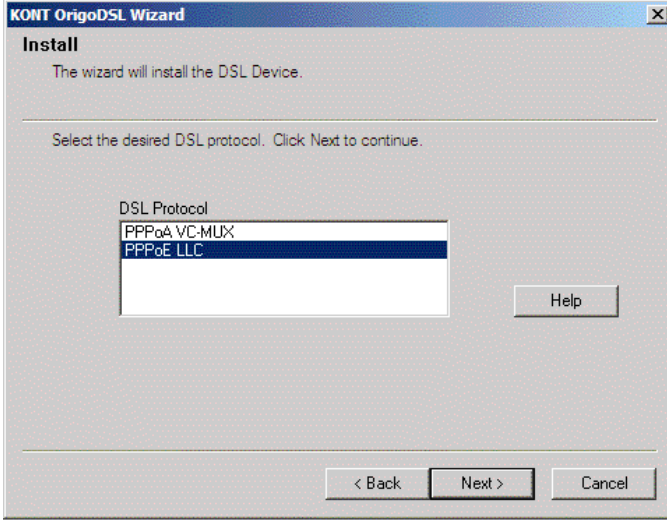 KONT OrigoDSL Wizard
Install
The wizard will install the DSL Device.
Select the desired DSL protocol. Click Next to continue.
DSL Protocol
PPPoA VC-MUX
PPPoE LLC
Help
< Back
Next >
Cancel